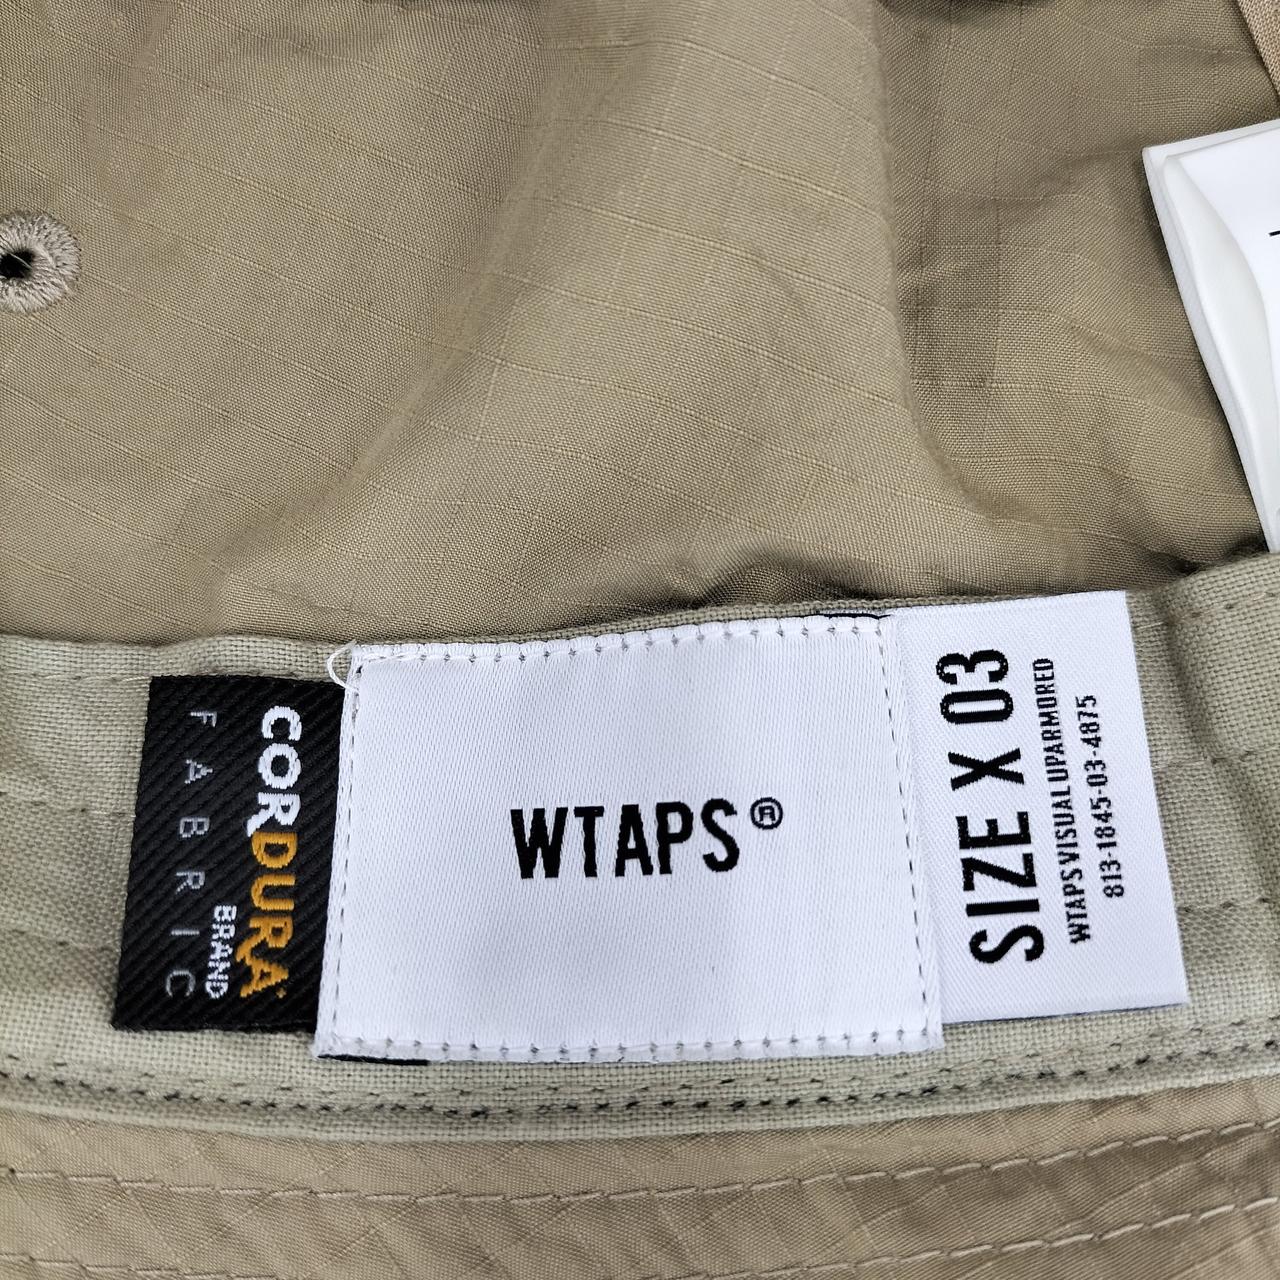 CORDURA
BRAND
FABRIC
WTAPS®
SIZE X 03
WTAPS VISUAL UPARMORED
813-1845-03-4875